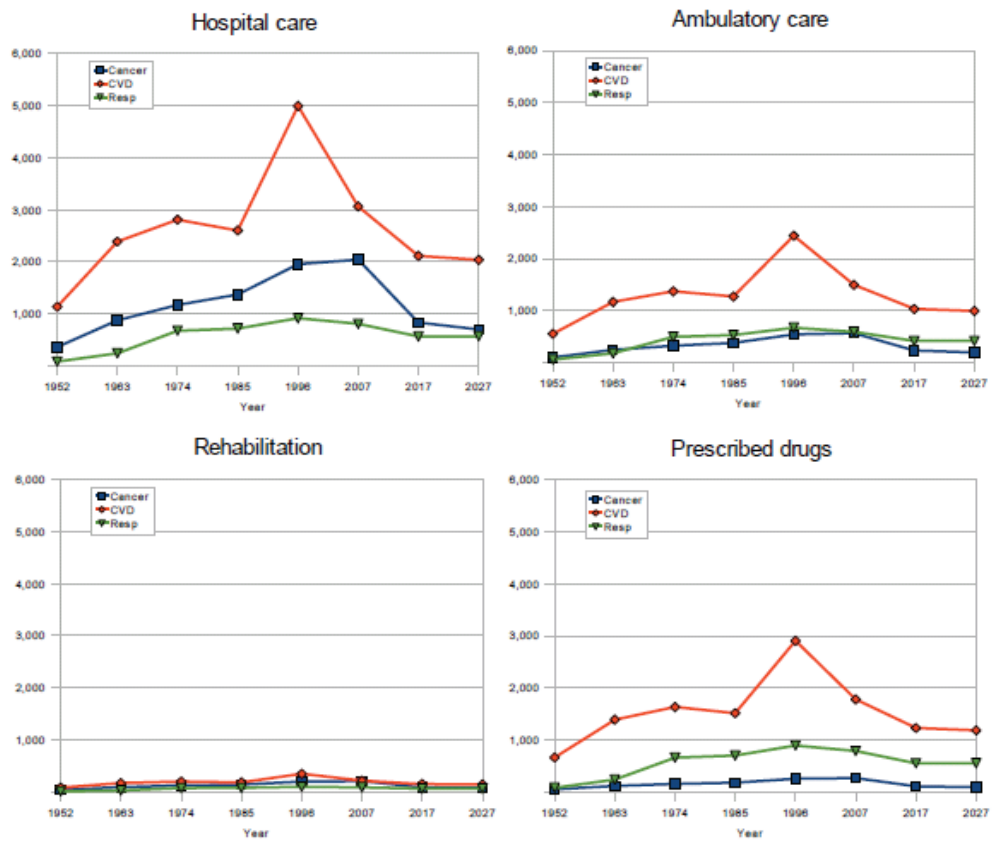 Hospital care
6,000
5,000
4,000
3,000
2,000
1,000
Cancer
CVD
Resp
1952 1963 1974 1985 1996 2007 2017 2027
Year
Ambulatory care
6,000
5,000
4,000
3,000
2,000
1,000
Cancer
CVD
Resp
1952 1963 1974 1985 1996 2007 2017 2027
Year
Rehabilitation
6,000
5,000
4,000
3,000
2,000
1,000
Cancer
CVD
Resp
1952 1963 1974 1985 1996 2007 2017 2027
Year
Prescribed drugs
6,000
5,000
4,000
3,000
2,000
1,000
Cancer
CVD
Resp
1952 1963 1974 1985 1996 2007 2017 2027
Year